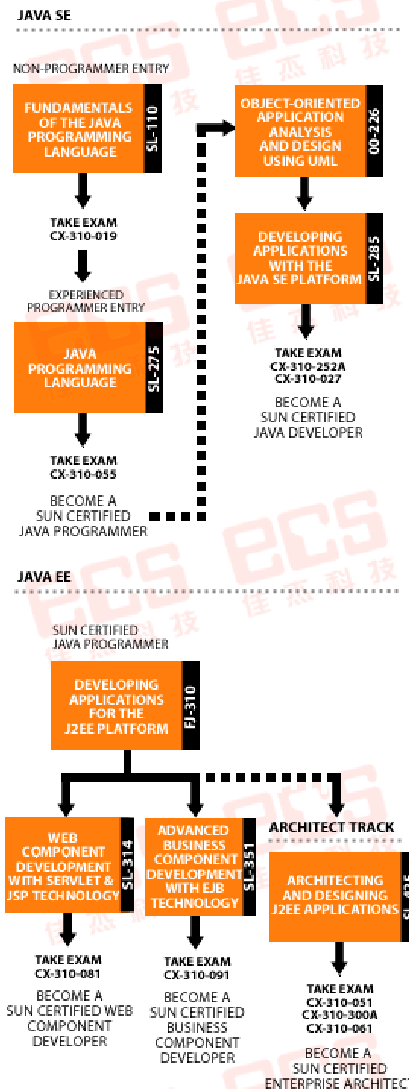 JAVA SE
NON-PROGRAMMER ENTRY
FUNDAMENTALS
OF THE JAVA
PROGRAMMING
LANGUAGE
SL-110
TAKE EXAM
CX-310-019
EXPERIENCED
PROGRAMMER ENTRY
JAVA
PROGRAMMING
LANGUAGE
SL-275
TAKE EXAM
CX-310-055
BECOME A
SUN CERTIFIED
JAVA PROGRAMMER
OBJECT-ORIENTED
APPLICATION
ANALYSIS
AND DESIGN
USING UML
OO-226
DEVELOPING
APPLICATIONS
WITH THE
JAVA SE PLATFORM
SL-285
TAKE EXAM
CX-310-252A
CX-310-027
BECOME A
SUN CERTIFIED
JAVA DEVELOPER
JAVA EE
SUN CERTIFIED
JAVA PROGRAMMER
DEVELOPING
APPLICATIONS
FOR THE
J2EE PLATFORM
FJ-310
WEB
COMPONENT
DEVELOPMENT
WITH SERVLET &
JSP TECHNOLOGY
SL-314
TAKE EXAM
CX-310-081
BECOME A
SUN CERTIFIED WEB
COMPONENT
DEVELOPER
ADVANCED
BUSINESS
COMPONENT
DEVELOPMENT
WITH EJB
TECHNOLOGY
SL-351
TAKE EXAM
CX-310-091
BECOME A
SUN CERTIFIED
BUSINESS
COMPONENT
DEVELOPER
ARCHITECT TRACK
ARCHITECTING
AND DESIGNING
J2EE APPLICATIONS
SL-425
TAKE EXAM
CX-310-051
CX-310-300A
CX-310-061
BECOME A
SUN CERTIFIED
ENTERPRISE ARCHITECT
ecs
佳杰科技